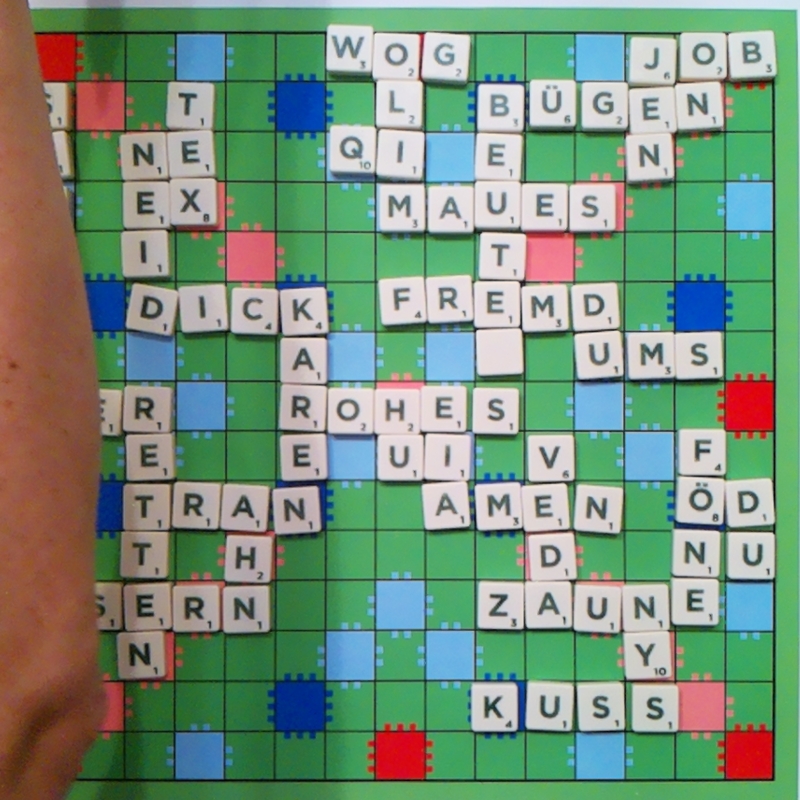 WOG JOB
T L BÜGEN
NE QI E N
EX MAUES
I T
DICK FREMD
A UMS
R ROHES
E E UI V F
TRAN AMEN ÖD
T H D NU
ERN ZAUNE
N Y
KUSS